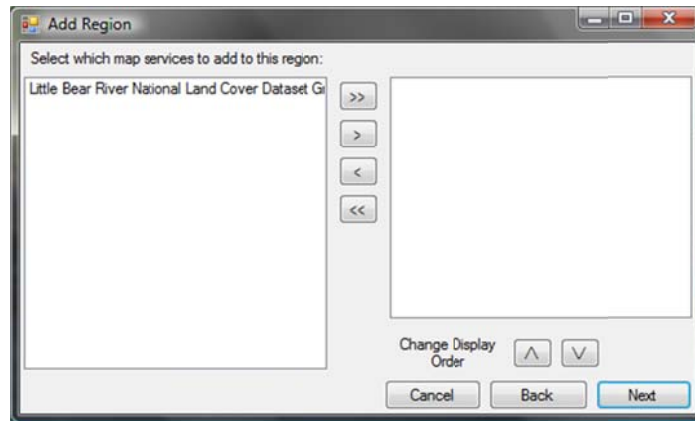 Add Region
Select which map services to add to this region:
Little Bear River National Land Cover Dataset Gr
>>
>
<
<<
Change Display
Order
Cancel
Back
Next